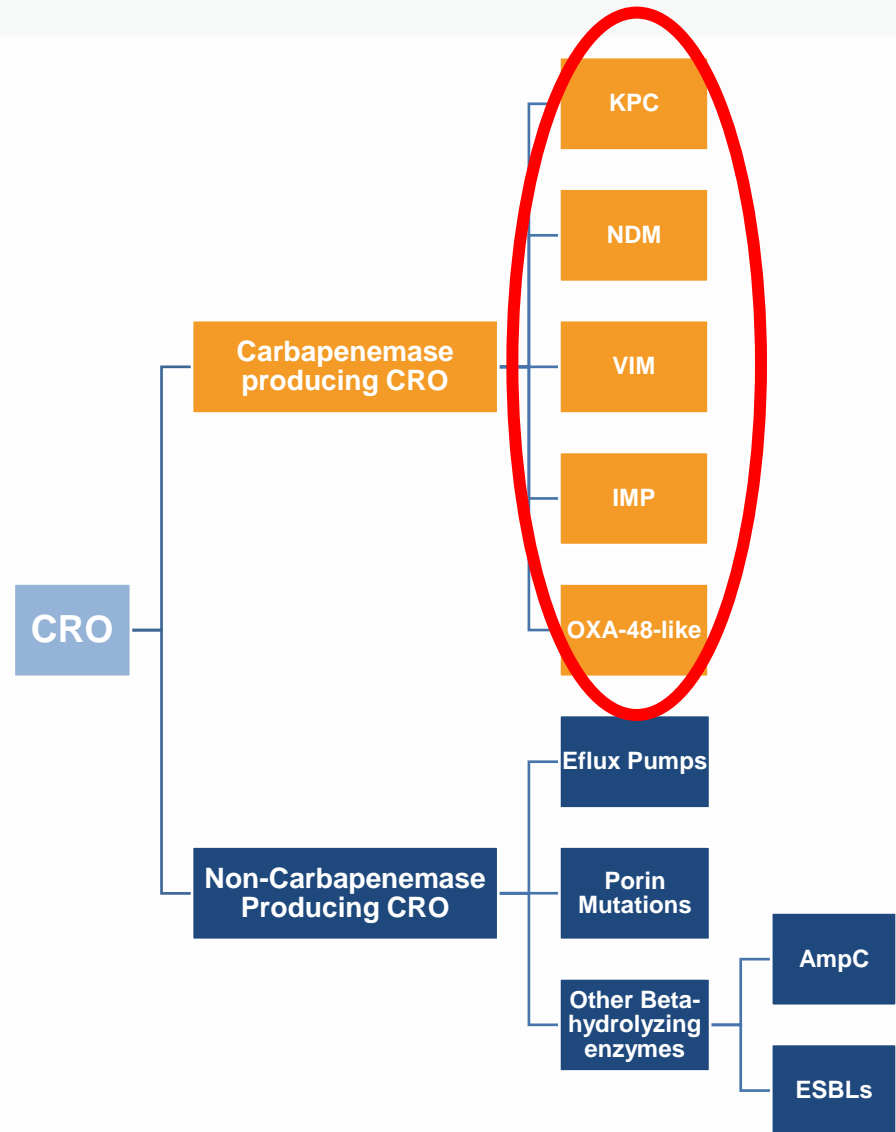 KPC
NDM
Carbapenemase
producing CRO
VIM
IMP
CRO
OXA-48-like
Eflux Pumps
Non-Carbapenemase
Producing CRO
Porin
Mutations
AmpC
Other Beta-
hydrolyzing
enzymes
ESBLs